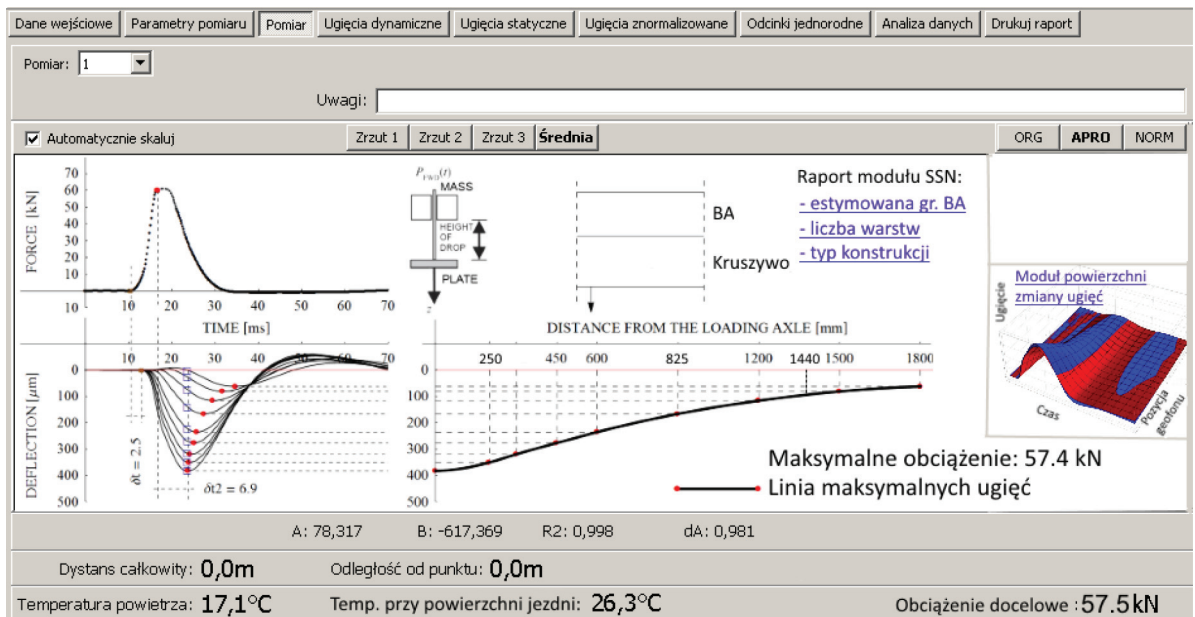 Dane wejściowe Parametry pomiaru Pomiar Ugięcia dynamiczne Ugięcia statyczne Ugięcia znormalizowane Odcinki jednorodne Analiza danych Drukuj raport
Pomiar: 1
Uwagi:
Automatycznie skaluj Zrzut 1 Zrzut 2 Zrzut 3 Średnia ORG APRO NORM
FORCE [kN]
70
60
50
40
30
20
10
10
10 20 30 40 50 60 70
TIME [ms]
P_FWD(t)
MASS
HEIGHT
OF
DROP
PLATE
z
BA
Kruszywo
Raport modułu SSN:
- estymowana gr. BA
- liczba warstw
- typ konstrukcji
Moduł powierzchni
zmiany ugięć
Ugięcie
Czas
Pozycja
geofonu
DEFLECTION [μm]
10 20 30 40 50 60 70
0
100
200
300
400
500
δt = 2.5
δt2 = 6.9
DISTANCE FROM THE LOADING AXLE [mm]
250 450 600 825 1200 1440 1500 1800
0
100
200
300
400
500
Maksymalne obciążenie: 57.4 kN
Linia maksymalnych ugięć
A: 78,317 B: -617,369 R2: 0,998 dA: 0,981
Dystans całkowity: 0,0m Odległość od punktu: 0,0m
Temperatura powietrza: 17,1°C Temp. przy powierzchni jezdni: 26,3°C Obciążenie docelowe : 57.5kN